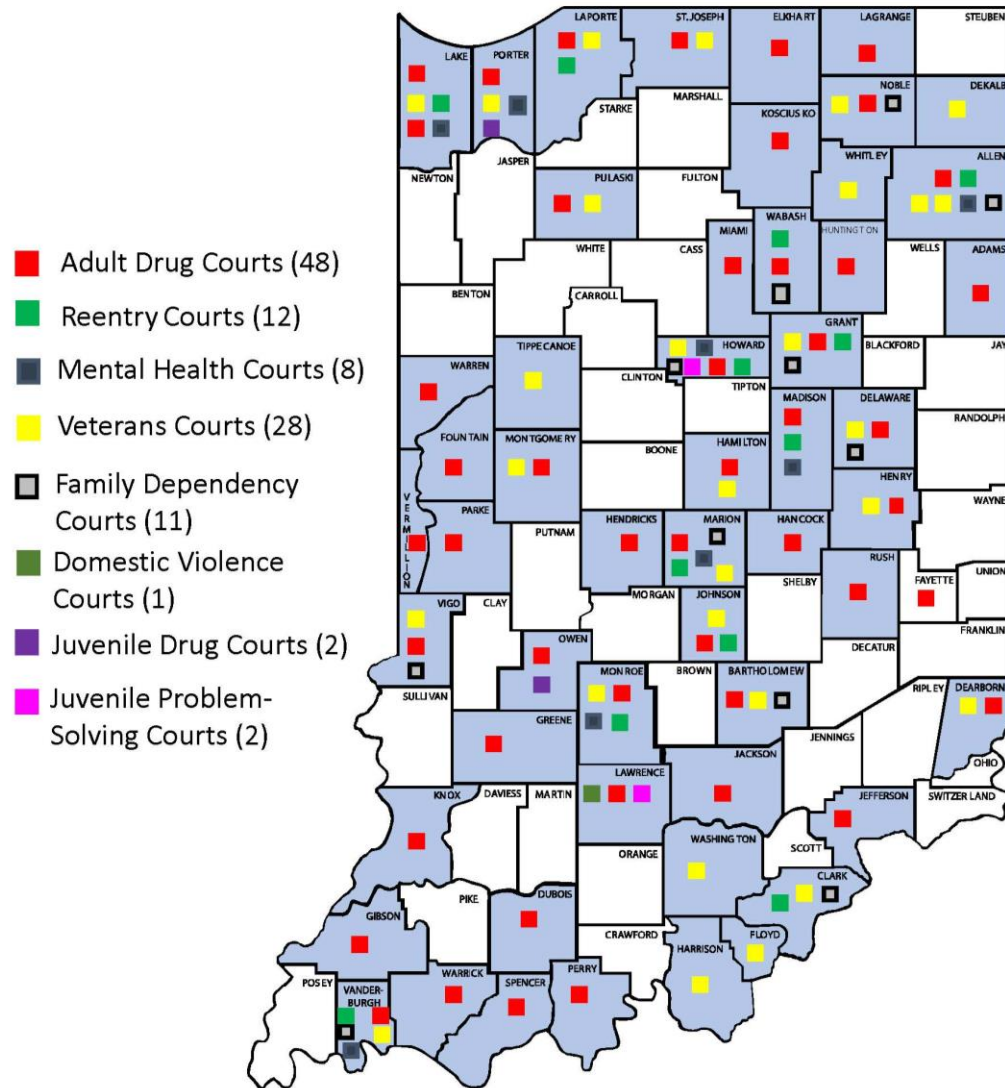 Adult Drug Courts (48)
Reentry Courts (12)
Mental Health Courts (8)
Veterans Courts (28)
Family Dependency
Courts (11)
Domestic Violence
Courts (1)
Juvenile Drug Courts (2)
Juvenile Problem-
Solving Courts (2)
LAKE
PORTER
LAPORTE
ST. JOSEPH
ELKHART
LAGRANGE
STEUBEN
NOBLE
DEKALB
STARKE
MARSHALL
KOSCIUSKO
WHITLEY
ALLEN
NEWTON
JASPER
PULASKI
FULTON
WABASH
HUNTINGTON
MIAMI
WHITE
CASS
WELLS
ADAMS
BENTON
CARROLL
GRANT
BLACKFORD
JAY
WARREN
TIPPECANOE
HOWARD
CLINTON
TIPTON
MADISON
DELAWARE
RANDOLPH
FOUNTAIN
MONTGOMERY
BOONE
HAMILTON
HENRY
WAYNE
VERMILLION
PARKE
PUTNAM
HENDRICKS
MARION
HANCOCK
RUSH
FAYETTE
UNION
SHELBY
VIGO
CLAY
OWEN
MORGAN
JOHNSON
FRANKLIN
DECATUR
SULLIVAN
GREENE
MONROE
BROWN
BARTHOLOMEW
RIPLEY
DEARBORN
JENNINGS
OHIO
KNOX
DAVIESS
MARTIN
LAWRENCE
JACKSON
JEFFERSON
SWITZERLAND
ORANGE
WASHINGTON
SCOTT
CLARK
GIBSON
PIKE
DUBOIS
CRAWFORD
HARRISON
FLOYD
POSEY
VANDER-
BURGH
WARRICK
SPENCER
PERRY